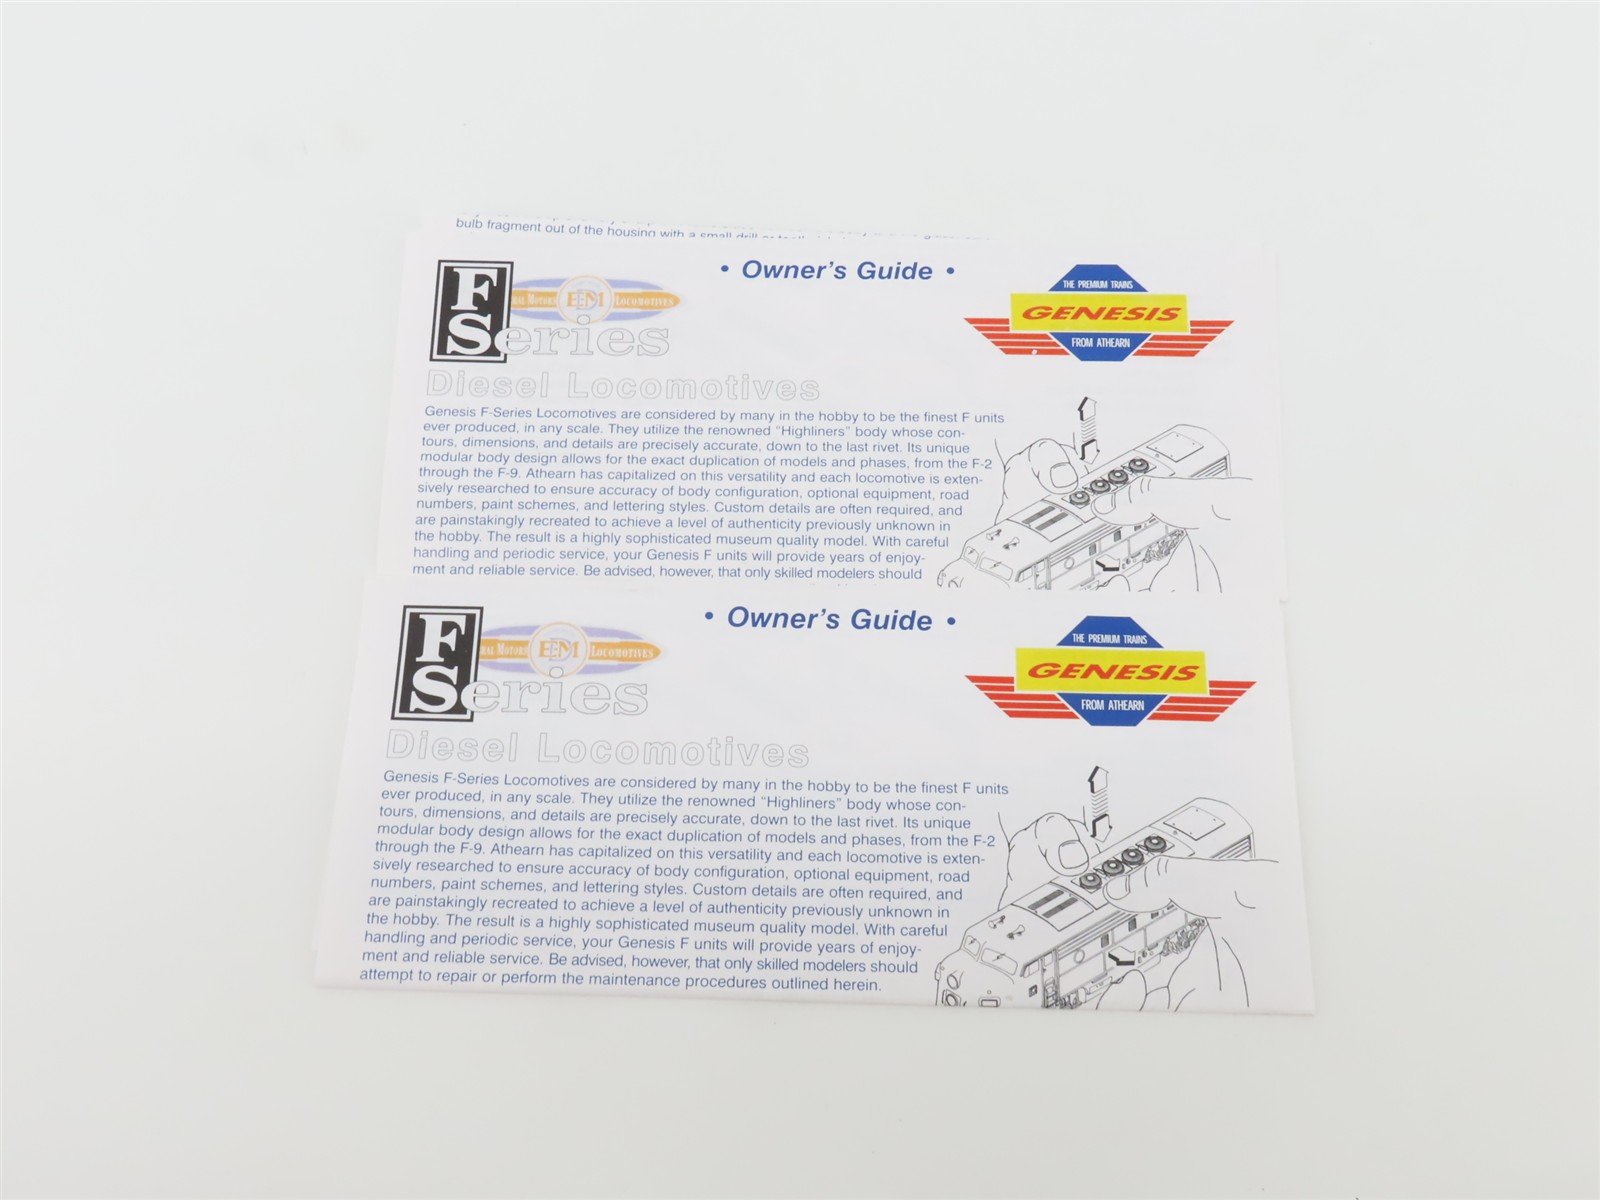 bulb fragment out of the housing with a small drill
• Owner's Guide •
F
S eries
RAL MOTORS EDM LOCOMOTIVES
THE PREMIUM TRAINS
GENESIS
FROM ATHEARN
Diesel Locomotives
Genesis F-Series Locomotives are considered by many in the hobby to be the finest F units
ever produced, in any scale. They utilize the renowned "Highliners" body whose con-
tours, dimensions, and details are precisely accurate, down to the last rivet. Its unique
modular body design allows for the exact duplication of models and phases, from the F-2
through the F-9. Athearn has capitalized on this versatility and each locomotive is exten-
sively researched to ensure accuracy of body configuration, optional equipment, road
numbers, paint schemes, and lettering styles. Custom details are often required, and
are painstakingly recreated to achieve a level of authenticity previously unknown in
the hobby. The result is a highly sophisticated museum quality model. With careful
handling and periodic service, your Genesis F units will provide years of enjoy-
ment and reliable service. Be advised, however, that only skilled modelers should
• Owner's Guide •
F
S eries
RAL MOTORS EDM LOCOMOTIVES
THE PREMIUM TRAINS
GENESIS
FROM ATHEARN
Diesel Locomotives
Genesis F-Series Locomotives are considered by many in the hobby to be the finest F units
ever produced, in any scale. They utilize the renowned "Highliners" body whose con-
tours, dimensions, and details are precisely accurate, down to the last rivet. Its unique
modular body design allows for the exact duplication of models and phases, from the F-2
through the F-9. Athearn has capitalized on this versatility and each locomotive is exten-
sively researched to ensure accuracy of body configuration, optional equipment, road
numbers, paint schemes, and lettering styles. Custom details are often required, and
are painstakingly recreated to achieve a level of authenticity previously unknown in
the hobby. The result is a highly sophisticated museum quality model. With careful
handling and periodic service, your Genesis F units will provide years of enjoy-
ment and reliable service. Be advised, however, that only skilled modelers should
attempt to repair or perform the maintenance procedures outlined herein.